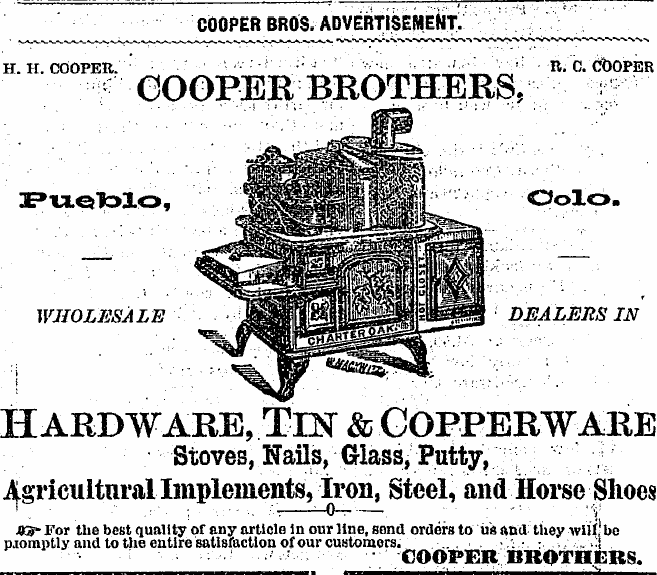 COOPER BROS. ADVERTISEMENT.
H. H. COOPER. R. C. COOPER
COOPER BROTHERS,
Pueblo, Colo.
WHOLESALE DEALERS IN
CLOSET
CHARTER OAK
HARDWARE, TIN & COPPERWARE
Stoves, Nails, Glass, Putty,
Agricultural Implements, Iron, Steel, and Horse Shoes
—0—
☞ For the best quality of any article in our line, send orders to us and they will be
promptly and to the entire satisfaction of our customers.
COOPER BROTHERS.